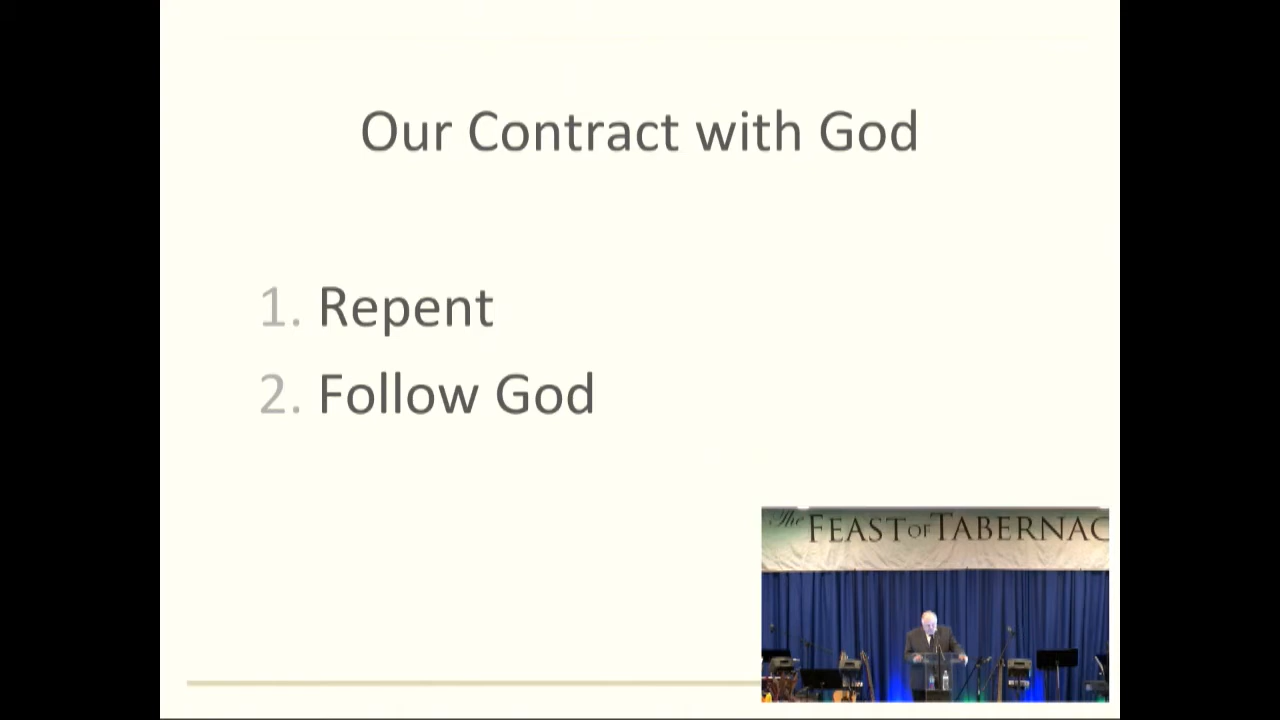 Our Contract with God
1. Repent
2. Follow God
The FEAST OF TABERNAC